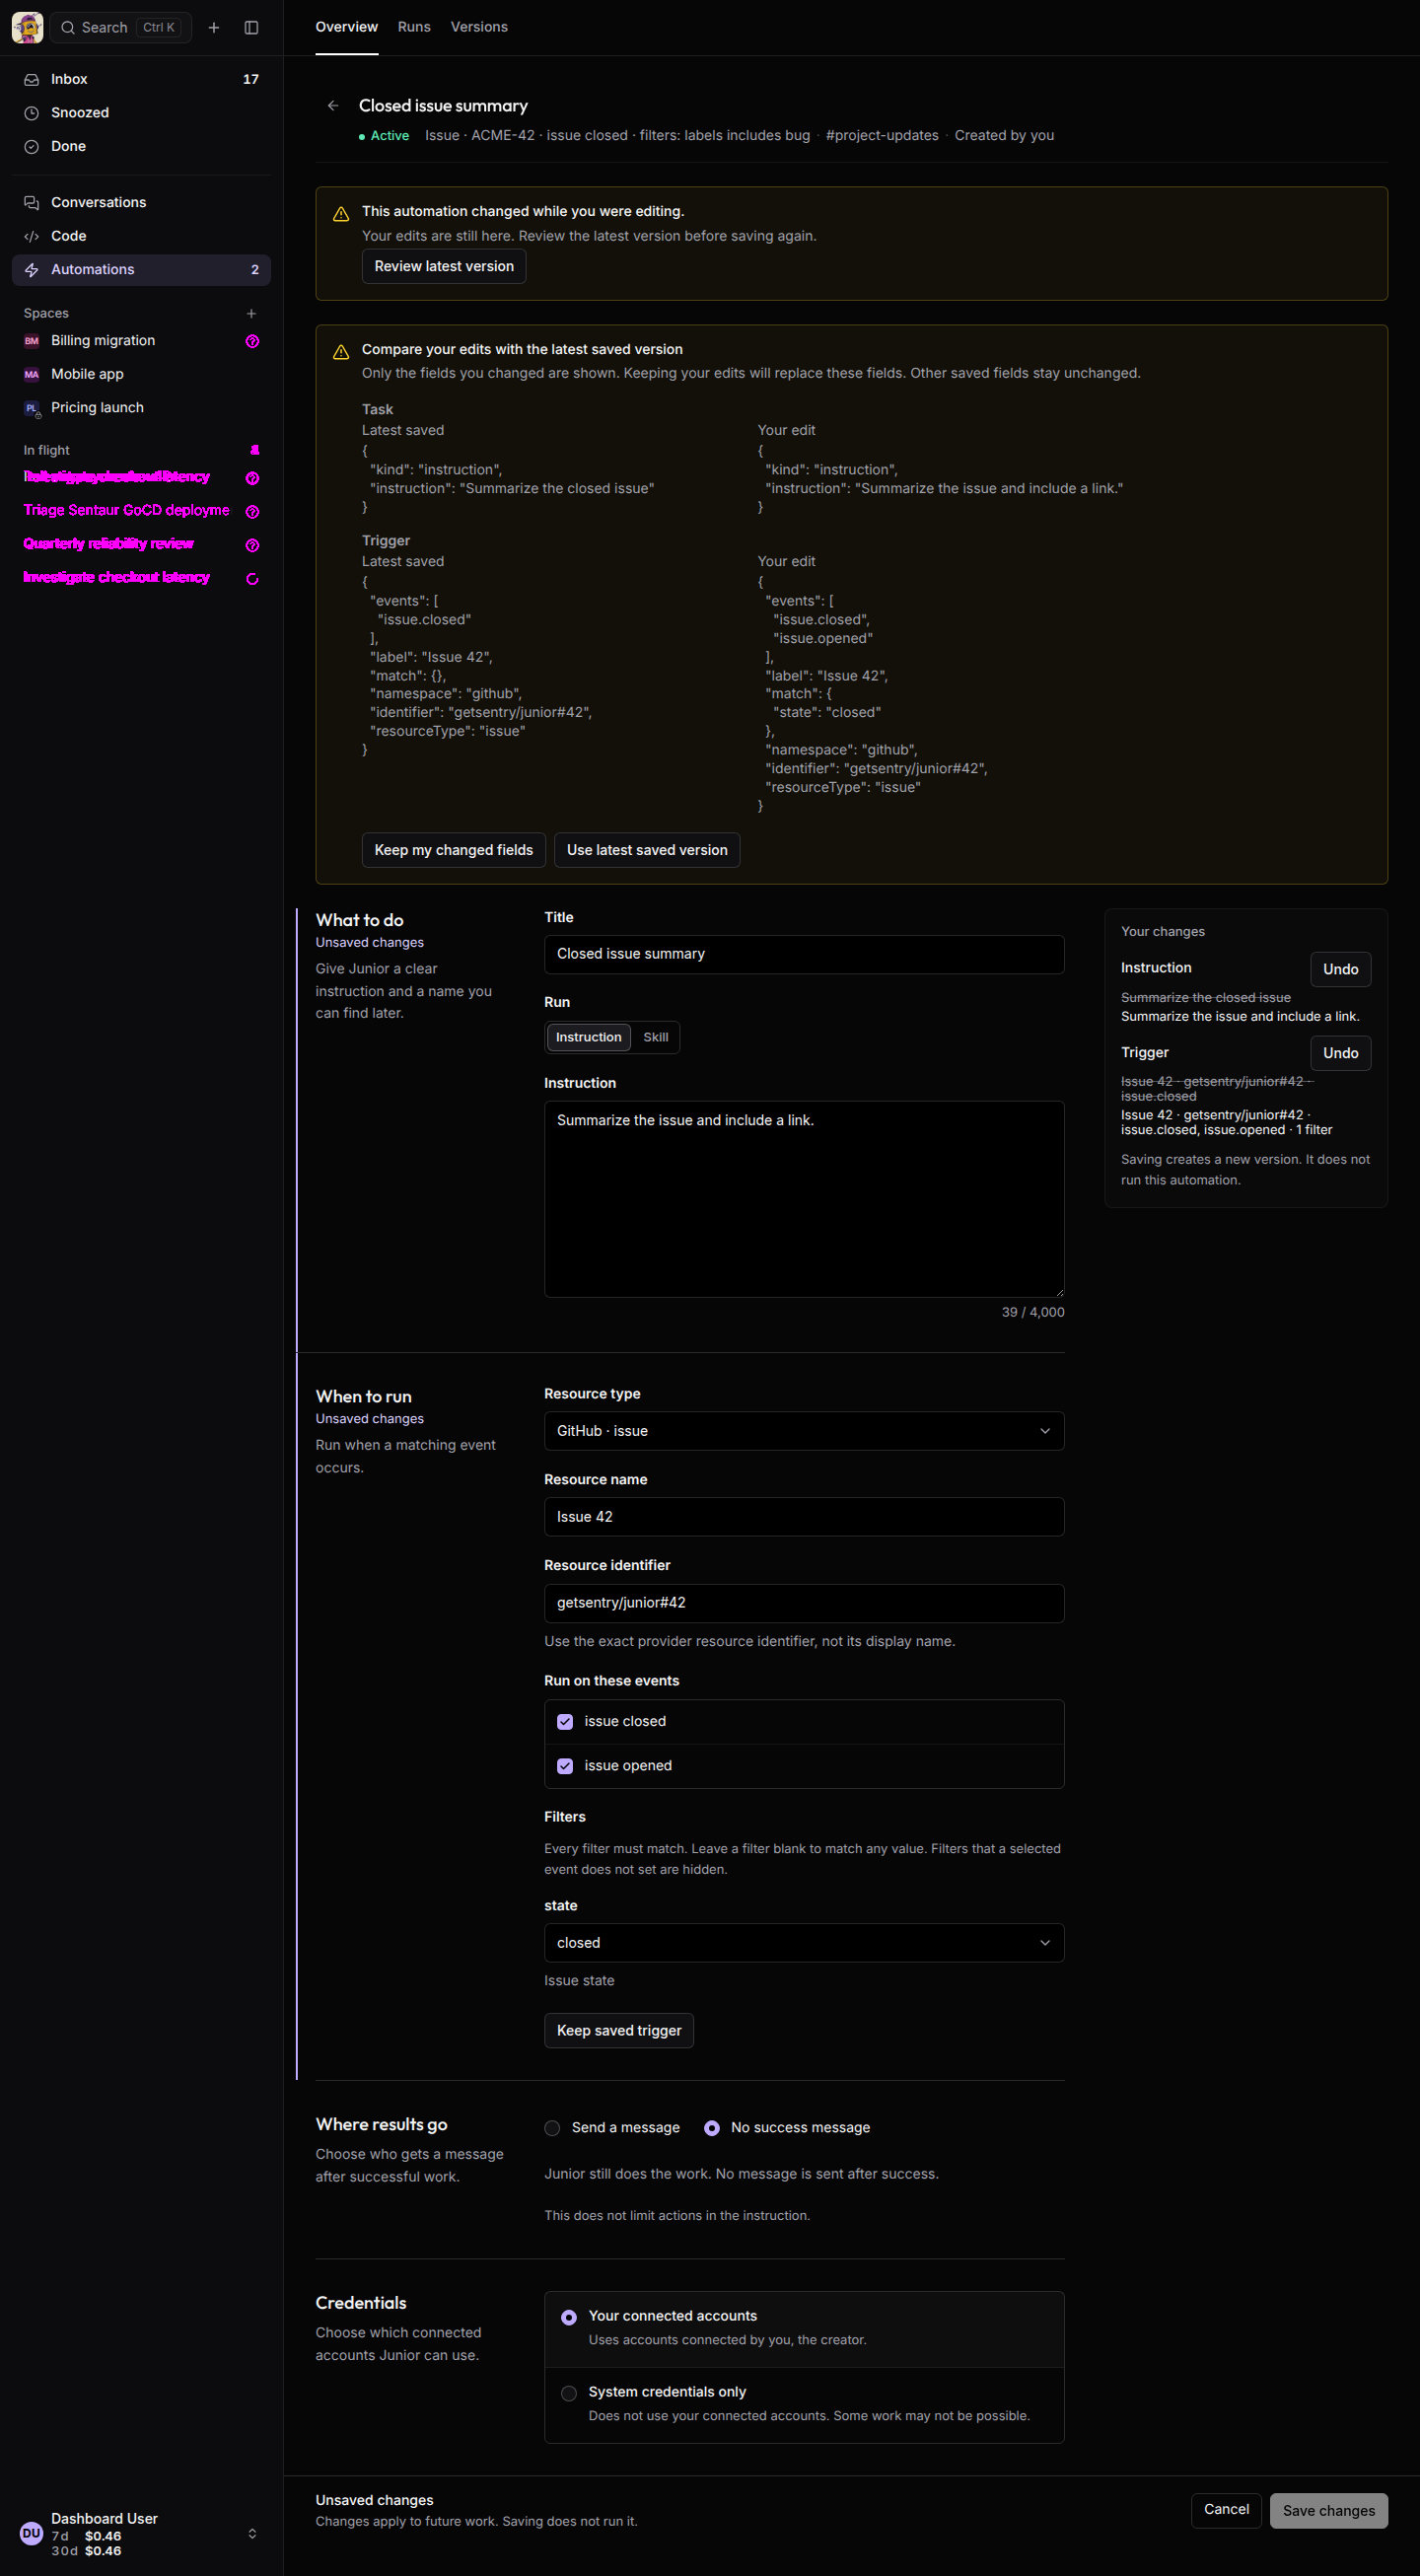 Search Ctrl K
Inbox 17
Snoozed
Done
Conversations
Code
Automations 2
Spaces
BM Billing migration
MA Mobile app
PL Pricing launch
In flight
Triage Sentaur GoCD deployme
Quarterly reliability review
Investigate checkout latency
DU Dashboard User
7d $0.46
30d $0.46
Overview Runs Versions
Closed issue summary
Active Issue · ACME-42 · issue closed · filters: labels includes bug · #project-updates · Created by you
This automation changed while you were editing.
Your edits are still here. Review the latest version before saving again.
Review latest version
Compare your edits with the latest saved version
Only the fields you changed are shown. Keeping your edits will replace these fields. Other saved fields stay unchanged.
Task
Latest saved
{
"kind": "instruction",
"instruction": "Summarize the closed issue"
}
Your edit
{
"kind": "instruction",
"instruction": "Summarize the issue and include a link."
}
Trigger
Latest saved
{
"events": [
"issue.closed"
],
"label": "Issue 42",
"match": {},
"namespace": "github",
"identifier": "getsentry/junior#42",
"resourceType": "issue"
}
Your edit
{
"events": [
"issue.closed",
"issue.opened"
],
"label": "Issue 42",
"match": {
"state": "closed"
},
"namespace": "github",
"identifier": "getsentry/junior#42",
"resourceType": "issue"
}
Keep my changed fields Use latest saved version
What to do
Unsaved changes
Give Junior a clear
instruction and a name you
can find later.
Title
Closed issue summary
Run
Instruction Skill
Instruction
Summarize the issue and include a link.
39 / 4,000
Your changes
Instruction Undo
Summarize the closed issue
Summarize the issue and include a link.
Trigger Undo
Issue 42 · getsentry/junior#42 ·
issue.closed
Issue 42 · getsentry/junior#42 ·
issue.closed, issue.opened · 1 filter
Saving creates a new version. It does not
run this automation.
When to run
Unsaved changes
Run when a matching event
occurs.
Resource type
GitHub · issue
Resource name
Issue 42
Resource identifier
getsentry/junior#42
Use the exact provider resource identifier, not its display name.
Run on these events
issue closed
issue opened
Filters
Every filter must match. Leave a filter blank to match any value. Filters that a selected
event does not set are hidden.
state
closed
Issue state
Keep saved trigger
Where results go
Choose who gets a message
after successful work.
Send a message No success message
Junior still does the work. No message is sent after success.
This does not limit actions in the instruction.
Credentials
Choose which connected
accounts Junior can use.
Your connected accounts
Uses accounts connected by you, the creator.
System credentials only
Does not use your connected accounts. Some work may not be possible.
Unsaved changes
Changes apply to future work. Saving does not run it.
Cancel Save changes